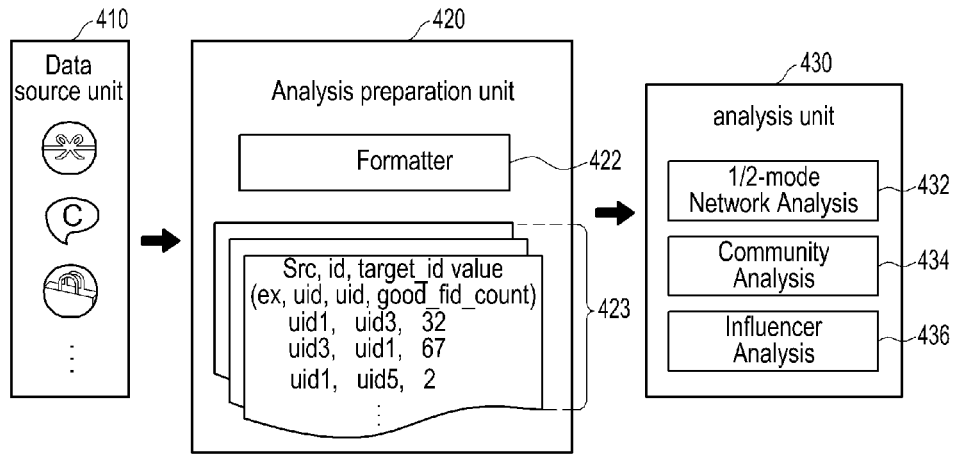 410
Data
source unit
C
420
Analysis preparation unit
Formatter
422
Src, id, target_id value
(ex, uid, uid, good_fid_count)
uid1, uid3, 32
uid3, uid1, 67
uid1, uid5, 2
423
430
analysis unit
1/2-mode
Network Analysis
432
Community
Analysis
434
Influencer
Analysis
436